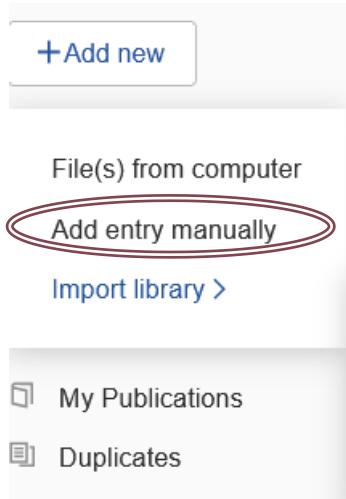 +Add new
File(s) from computer
Add entry manually
Import library >
My Publications
Duplicates